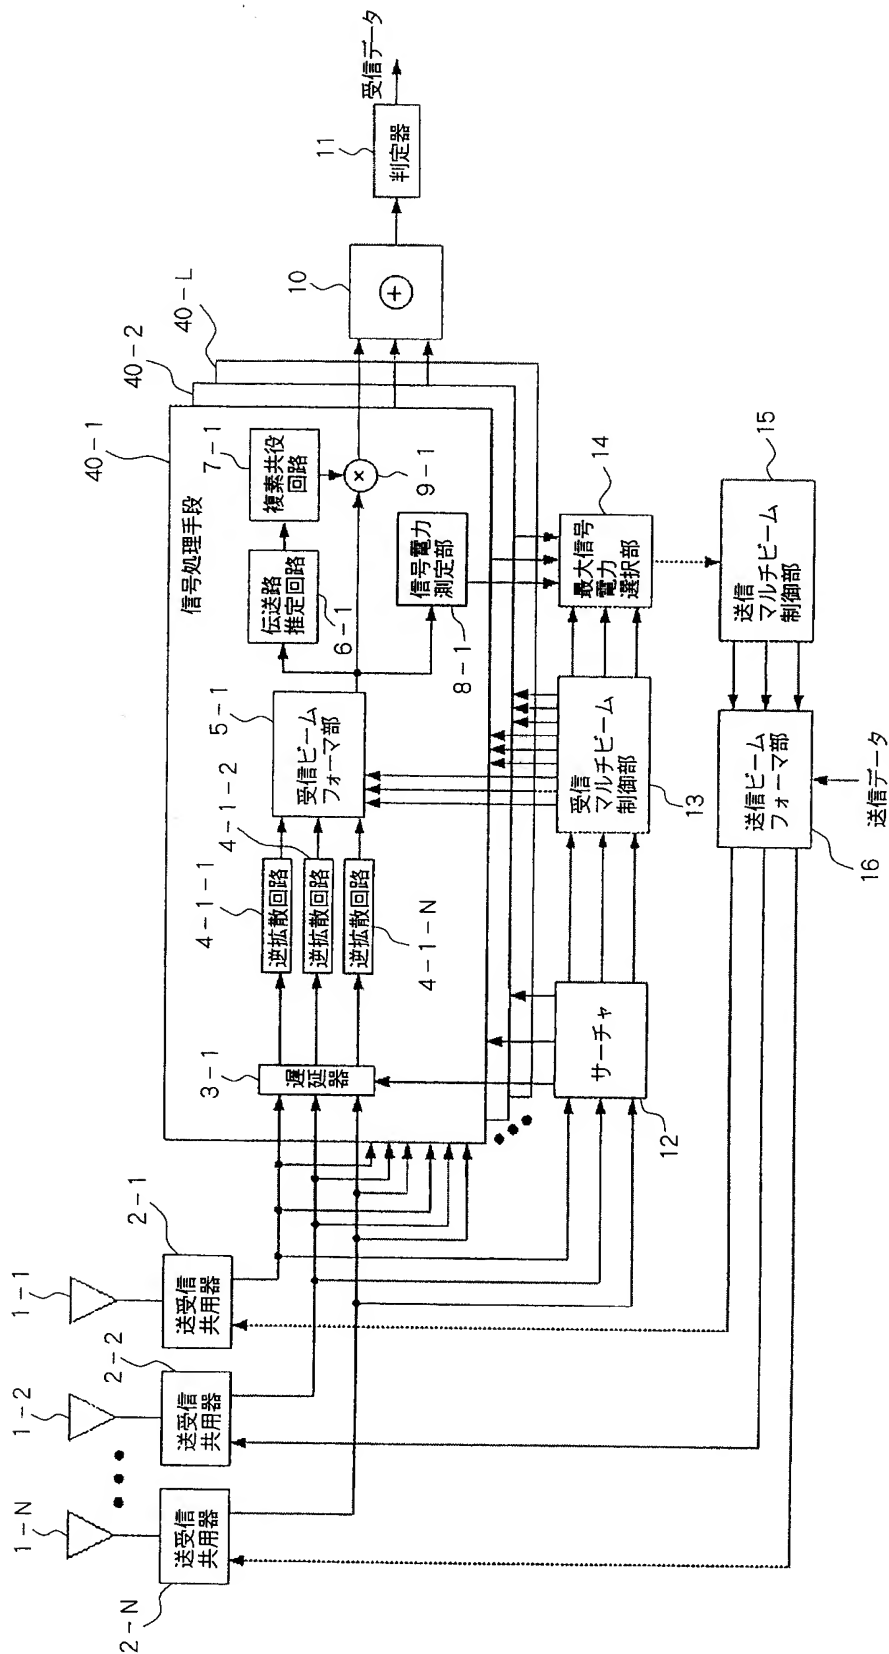 1-1
1-2
1-N
2-1
送受信
共用器
2-2
送受信
共用器
2-N
送受信
共用器
40-1
40-2
40-L
信号処理手段
3-1
遅延器
4-1-1
逆拡散回路
4-1-2
逆拡散回路
4-1-N
逆拡散回路
5-1
受信ビーム
フォーマ部
6-1
伝送路
推定回路
7-1
複素共役
回路
8-1
信号電力
測定部
×
9-1
10
+
11
判定器
受信データ
12
サーチャ
13
受信
マルチビーム
制御部
14
最大信号
電力
選択部
15
送信
マルチビーム
制御部
16
送信ビーム
フォーマ部
送信データ